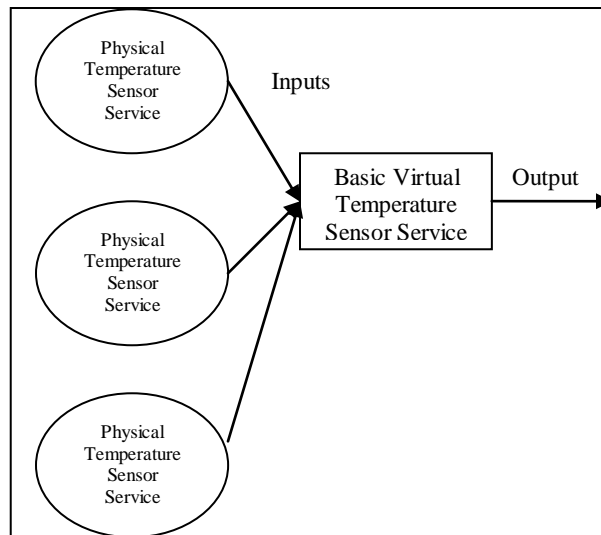 Physical
Temperature
Sensor
Service
Inputs
Basic Virtual
Temperature
Sensor Service
Output
Physical
Temperature
Sensor
Service
Physical
Temperature
Sensor
Service